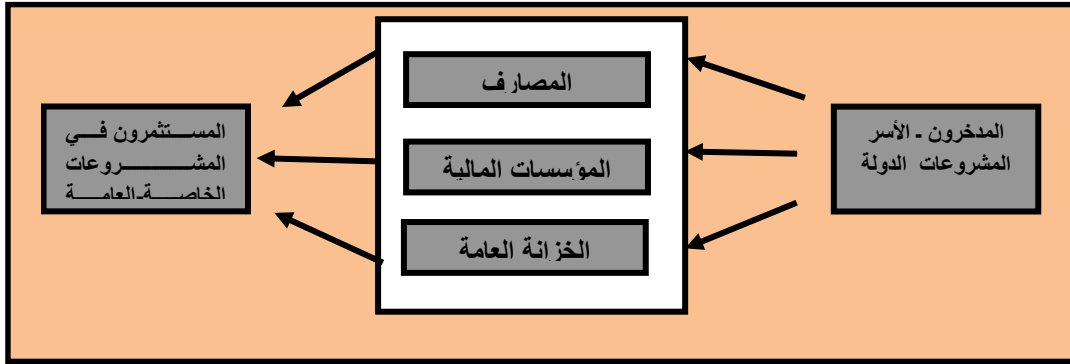 المدخرون ـ الأسر
المشروعات الدولة
المصارف
المؤسسات المالية
الخزانة العامة
المستثمرون في
المشروعات
الخاصة-العامة